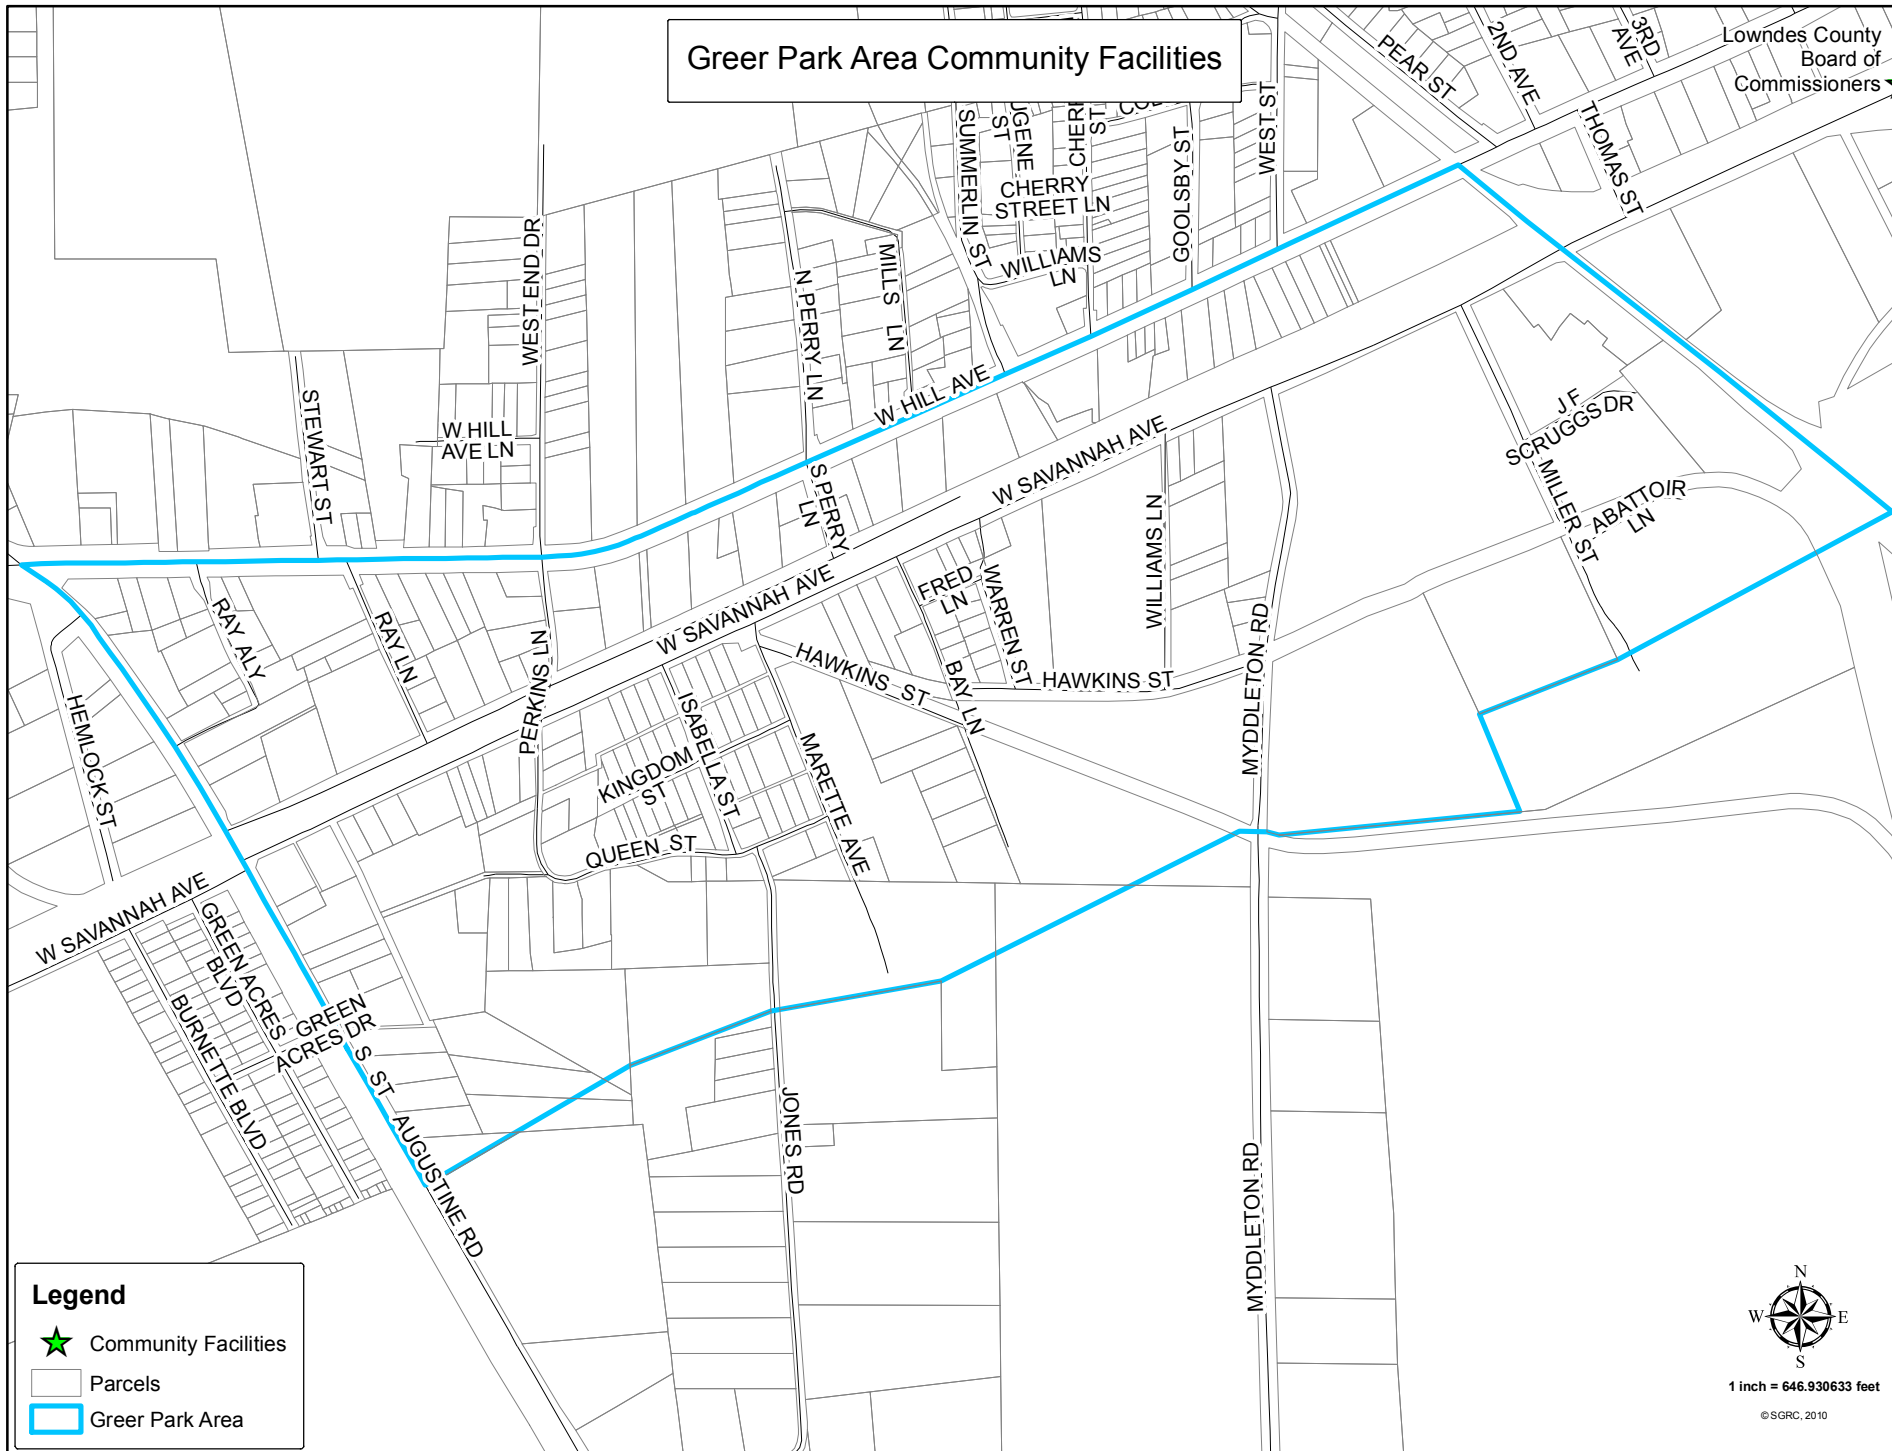 Greer Park Area Community Facilities
Lowndes County
Board of
Commissioners
PEAR ST
2ND AVE
3RD
AVE
THOMAS ST
WEST ST
GOOLSBY ST
SUMMERLIN ST
UGENE
ST
CHER
ST
CHERRY
STREET LN
WILLIAMS
LN
WEST END DR
N PERRY LN
MILLS LN
W HILL AVE
STEWART ST
W HILL
AVE LN
S PERRY
LN
W SAVANNAH AVE
WILLIAMS LN
J F
SCRUGGS DR
MILLER ST
ABATTOIR
LN
FRED
LN
WARREN ST
BAY LN
MYDDLETON RD
W SAVANNAH AVE
HAWKINS ST
HAWKINS ST
RAY ALY
RAY LN
PERKINS LN
ISABELLA ST
KINGDOM
ST
MARETTE AVE
QUEEN ST
HEMLOCK ST
W SAVANNAH AVE
GREEN ACRES
BLVD
GREEN
ACRES DR
BURNETTE BLVD
S ST AUGUSTINE RD
JONES RD
MYDDLETON RD
Legend
Community Facilities
Parcels
Greer Park Area
N
W
E
S
1 inch = 646.930633 feet
© SGRC, 2010